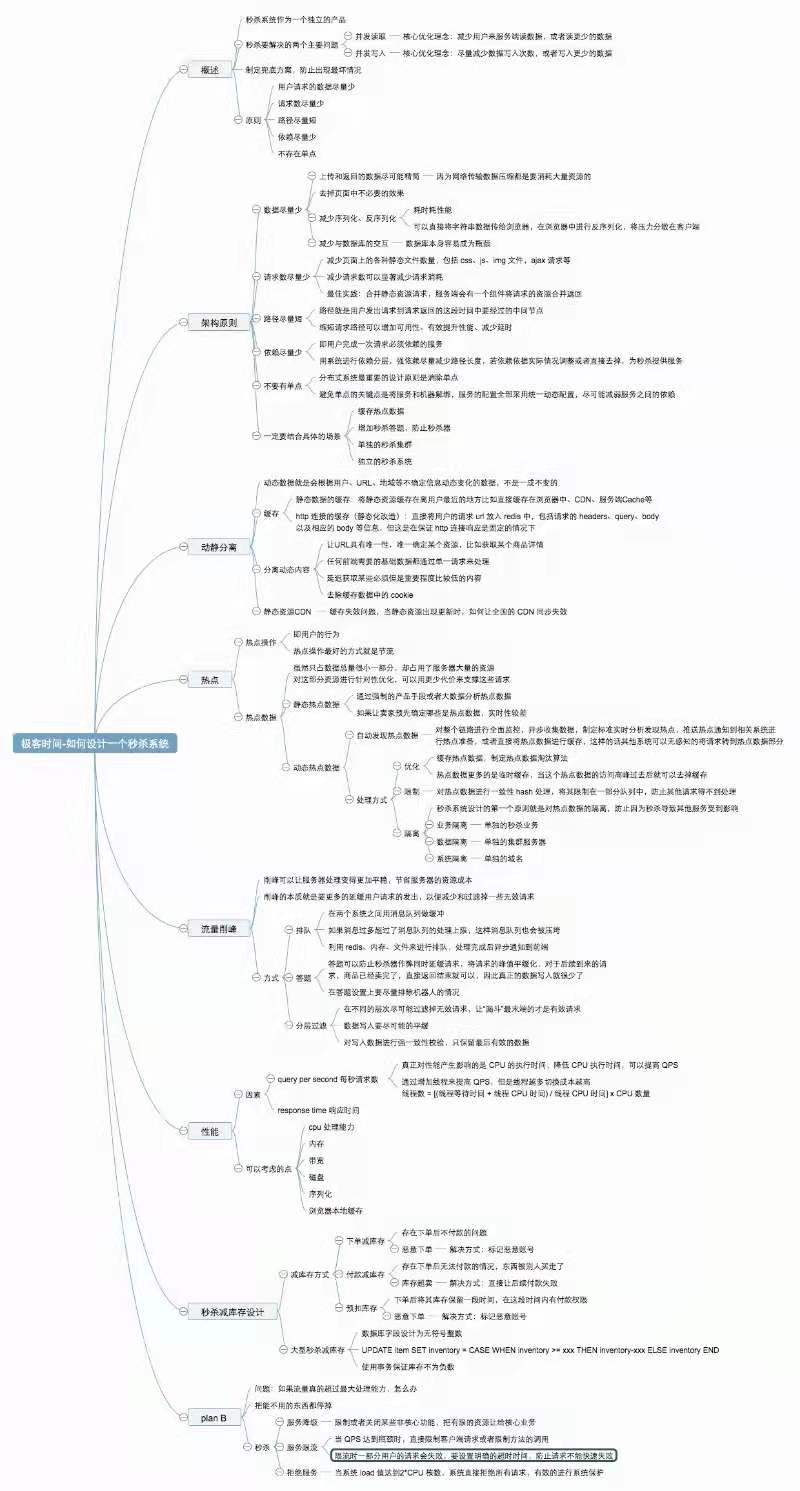 秒杀系统作为一个独立的产品
秒杀要解决的两个主要问题
并发读取
核心优化理念：减少用户来服务端读数据，或者读更少的数据
并发写入
核心优化理念：尽量减少数据写入次数，或者写入更少的数据
概述
制定兜底方案，防止出现最坏情况
原则
用户请求的数据尽量少
请求数尽量少
路径尽量短
依赖尽量少
不存在单点
架构原则
数据尽量少
上传和返回的数据尽可能精简
因为网络传输数据压缩都是要消耗大量资源的
去掉页面中不必要的效果
减少序列化、反序列化
耗时耗性能
可以直接将字符串数据传给浏览器，在浏览器中进行反序列化，将压力分散在客户端
减少与数据库的交互
数据库本身容易成为瓶颈
请求数尽量少
减少页面上的各种静态文件数量，包括 css、js、img 文件，ajax 请求等
减少请求数可以显著减少请求消耗
最佳实践：合并静态资源请求，服务端会有一个组件将请求的资源合并返回
路径尽量短
路径就是用户发出请求到请求返回的这段时间中要经过的中间节点
缩短请求路径可以增加可用性、有效提升性能、减少延时
依赖尽量少
即用户完成一次请求必须依赖的服务
用系统进行依赖分层，强依赖尽量减少路径长度，若依赖依据实际情况调整或者直接去掉，为秒杀提供服务
不要有单点
分布式系统最重要的设计原则是消除单点
避免单点的关键点是将服务和机器解绑，服务的配置全部采用统一动态配置，尽可能减弱服务之间的依赖
一定要结合具体的场景
缓存热点数据
增加秒杀答题，防止秒杀器
单独的秒杀集群
独立的秒杀系统
动静分离
动态数据就是会根据用户、URL、地域等不确定信息动态变化的数据，不是一成不变的
缓存
静态数据的缓存：将静态资源缓存在离用户最近的地方比如直接缓存在浏览器中、CDN、服务端Cache等
http 连接的缓存（静态化改造）：直接将用户的请求 url 放入 redis 中，包括请求的 headers、query、body
以及相应的 body 等信息。但这是在保证 http 连接响应是固定的情况下
分离动态内容
让URL具有唯一性，唯一确定某个资源，比如获取某个商品详情
任何前端需要的基础数据都通过单一请求来处理
延迟获取某些必须但是重要程度比较低的内容
去除缓存数据中的 cookie
静态资源CDN
缓存失效问题，当静态资源出现更新时，如何让全国的 CDN 同步失效
热点
热点操作
即用户的行为
热点操作最好的方式就是节流
热点数据
虽然只占数据总量很小一部分，却占用了服务器大量的资源
对这部分资源进行针对性优化，可以用更少代价来支撑这些请求
静态热点数据
通过强制的产品手段或者大数据分析热点数据
如果让卖家预先确定哪些是热点数据，实时性较差
动态热点数据
自动发现热点数据
对整个链路进行全面监控，异步收集数据，制定标准实时分析发现热点，推送热点通知到相关系统进
行热点准备，或者直接将热点数据进行缓存，这样的话其他系统可以无感知的将请求转到热点数据部分
处理方式
优化
缓存热点数据，制定热点数据淘汰算法
热点数据更多的是临时缓存，当这个热点数据的访问高峰过去后就可以去掉缓存
限制
对热点数据进行一致性 hash 处理，将其限制在一部分队列中，防止其他请求得不到处理
隔离
秒杀系统设计的第一个原则就是对热点数据的隔离，防止因为秒杀导致其他服务受到影响
业务隔离
单独的秒杀业务
数据隔离
单独的集群服务器
系统隔离
单独的域名
极客时间-如何设计一个秒杀系统
流量削峰
削峰可以让服务器处理变得更加平稳，节省服务器的资源成本
削峰的本质就是要更多的延缓用户请求的发出，以便减少和过滤掉一些无效请求
方式
排队
在两个系统之间用消息队列做缓冲
如果消息过多超过了消息队列的处理上限，这样消息队列也会被压垮
利用 redis、内存、文件来进行排队，处理完成后异步通知到前端
答题
答题可以防止秒杀器作弊同时延缓请求，将请求的峰值平缓化，对于后续到来的请
求，商品已经卖完了，直接返回结束就可以，因此真正的数据写入就很少了
在答题设置上要尽量排除机器人的情况
分层过滤
在不同的层次尽可能过滤掉无效请求，让“漏斗”最末端的才是有效请求
数据写入要尽可能的平缓
对写入数据进行强一致性校验，只保留最后有效的数据
性能
因素
query per second 每秒请求数
真正对性能产生影响的是 CPU 的执行时间，降低 CPU 执行时间，可以提高 QPS
通过增加线程来提高 QPS，但是线程越多切换成本越高
线程数 = [(线程等待时间 + 线程 CPU 时间) / 线程 CPU 时间] x CPU 数量
response time 响应时间
可以考虑的点
cpu 处理能力
内存
带宽
磁盘
序列化
浏览器本地缓存
秒杀减库存设计
减库存方式
下单减库存
存在下单后不付款的问题
恶意下单
解决方式：标记恶意账号
付款减库存
存在下单后无法付款的情况，东西被别人买走了
库存超卖
解决方式：直接让后续付款失败
预扣库存
下单后将其库存保留一段时间，在这段时间内有付款权限
恶意下单
解决方式：标记恶意账号
大型秒杀减库存
数据库字段设计为无符号整数
UPDATE item SET inventory = CASE WHEN inventory >= xxx THEN inventory-xxx ELSE inventory END
使用事务保证库存不为负数
plan B
问题：如果流量真的超过最大处理能力，怎么办
把能不用的东西都停掉
秒杀
服务降级
限制或者关闭某些非核心功能，把有限的资源让给核心业务
服务限流
当 QPS 达到瓶颈时，直接限制客户端请求或者限制方法的调用
限流时一部分用户的请求会失败，要设置明确的超时时间，防止请求不能快速失败
拒绝服务
当系统 load 值达到2*CPU 核数，系统直接拒绝所有请求，有效的进行系统保护